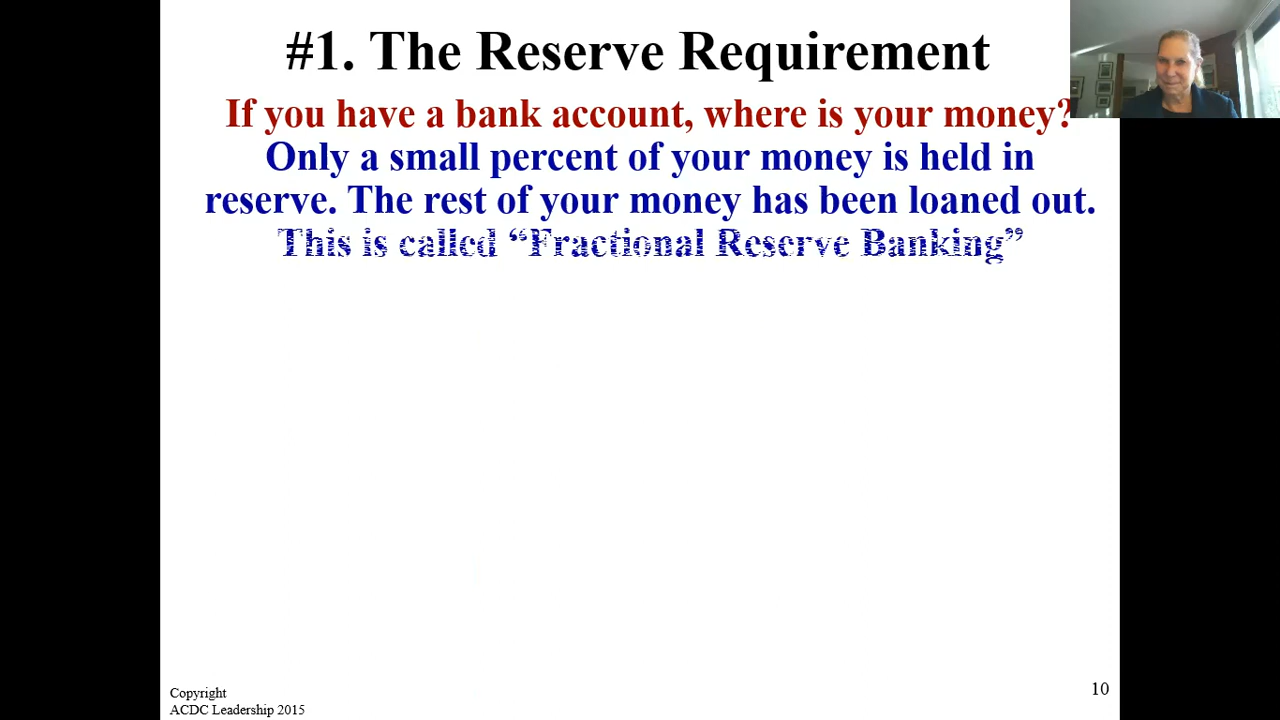 #1. The Reserve Requirement
If you have a bank account, where is your money?
Only a small percent of your money is held in
reserve. The rest of your money has been loaned out.
This is called “Fractional Reserve Banking”
Copyright
ACDC Leadership 2015
10